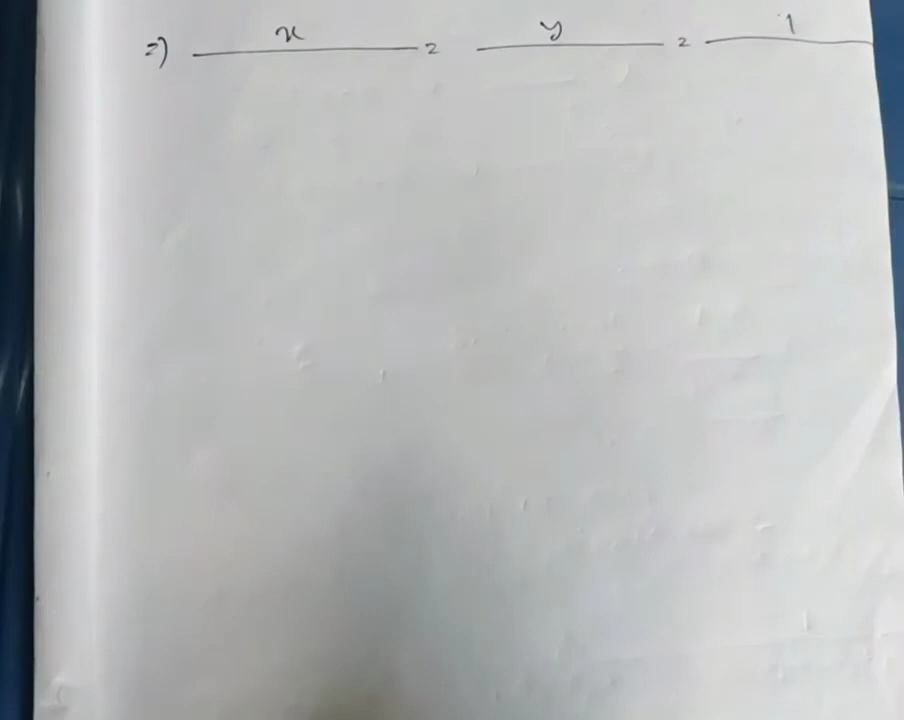 =) x/ = y/ = 1/